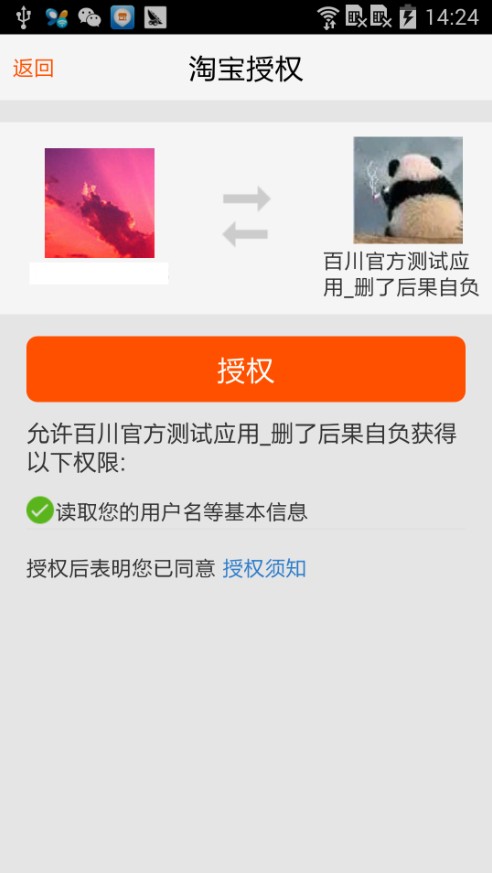 14:24
返回
淘宝授权
百川官方测试应
用_删了后果自负
授权
允许百川官方测试应用_删了后果自负获得
以下权限:
读取您的用户名等基本信息
授权后表明您已同意 授权须知